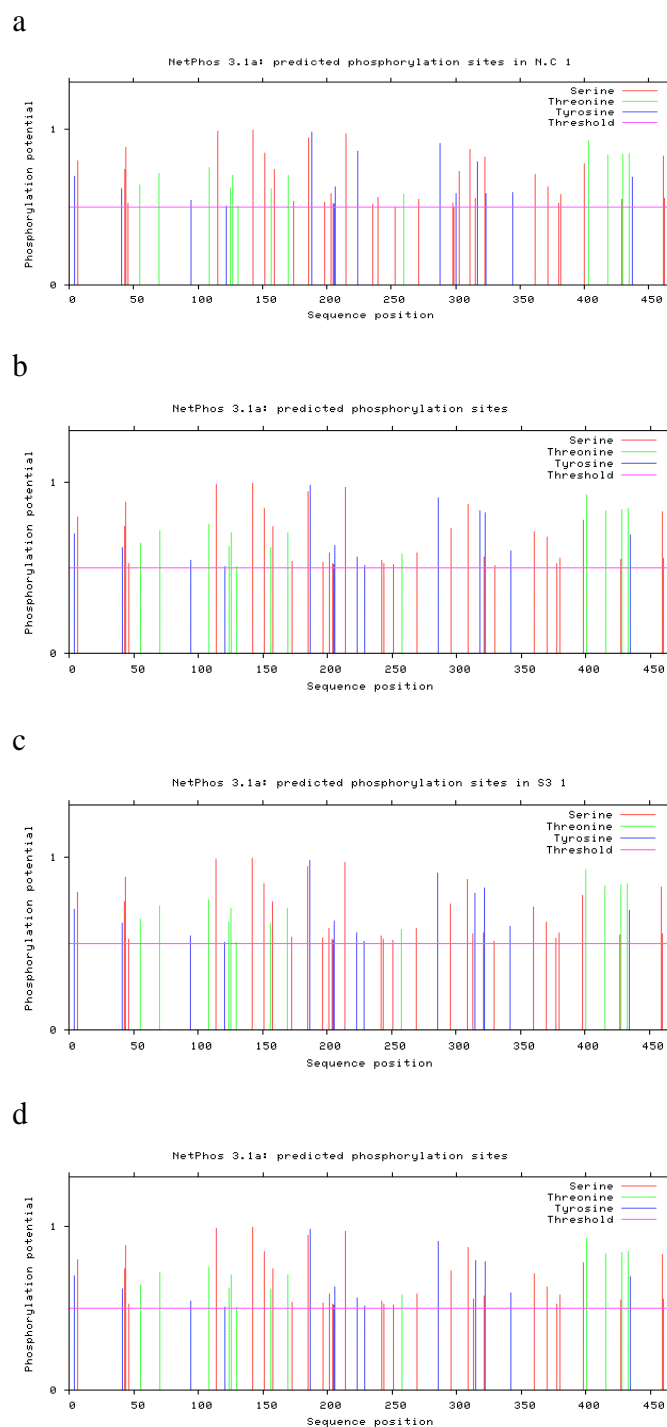 a
NetPhos 3.1a: predicted phosphorylation sites in N.C 1
Serine
Threonine
Tyrosine
Threshold
Phosphorylation potential
1
0
0 50 100 150 200 250 300 350 400 450
Sequence position
b
NetPhos 3.1a: predicted phosphorylation sites
Serine
Threonine
Tyrosine
Threshold
Phosphorylation potential
1
0
0 50 100 150 200 250 300 350 400 450
Sequence position
c
NetPhos 3.1a: predicted phosphorylation sites in S3 1
Serine
Threonine
Tyrosine
Threshold
Phosphorylation potential
1
0
0 50 100 150 200 250 300 350 400 450
Sequence position
d
NetPhos 3.1a: predicted phosphorylation sites
Serine
Threonine
Tyrosine
Threshold
Phosphorylation potential
1
0
0 50 100 150 200 250 300 350 400 450
Sequence position